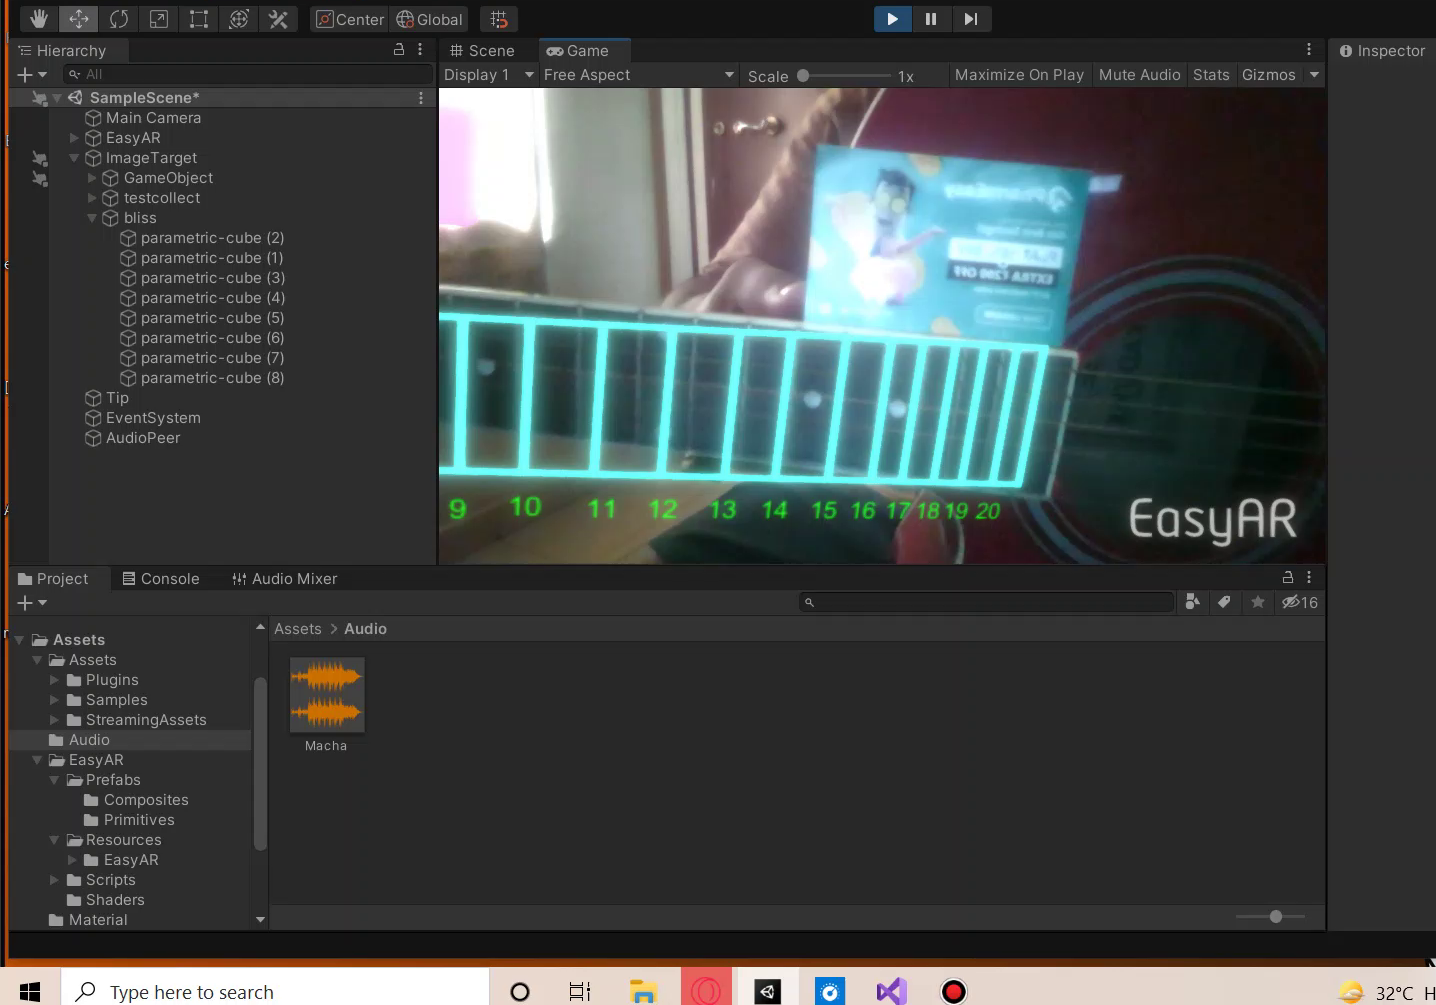 Center
Global
Hierarchy
All
SampleScene*
Main Camera
EasyAR
ImageTarget
GameObject
testcollect
bliss
parametric-cube (2)
parametric-cube (1)
parametric-cube (3)
parametric-cube (4)
parametric-cube (5)
parametric-cube (6)
parametric-cube (7)
parametric-cube (8)
Tip
EventSystem
AudioPeer
Scene
Game
Display 1
Free Aspect
Scale
1x
Maximize On Play
Mute Audio
Stats
Gizmos
EXTRA ₹250 OFF
9 10 11 12 13 14 15 16 17 18 19 20
EasyAR
Inspector
Project
Console
Audio Mixer
16
Assets
Assets
Plugins
Samples
StreamingAssets
Audio
EasyAR
Prefabs
Composites
Primitives
Resources
EasyAR
Scripts
Shaders
Material
Assets > Audio
Macha
Type here to search
32°C H